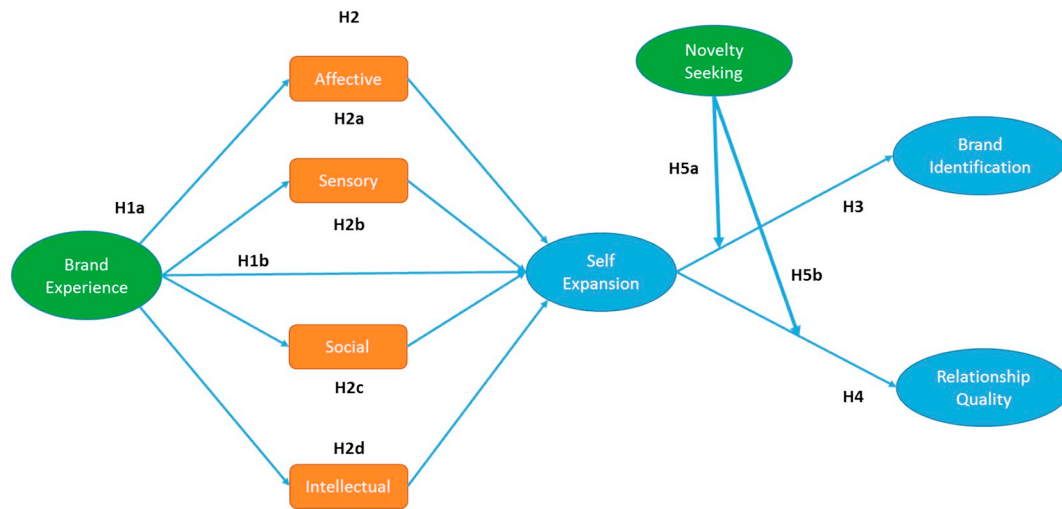 H2
Affective
H2a
Sensory
H2b
H1a
H1b
Brand
Experience
Social
H2c
H2d
Intellectual
Self
Expansion
Novelty
Seeking
H5a
H5b
Brand
Identification
H3
Relationship
Quality
H4